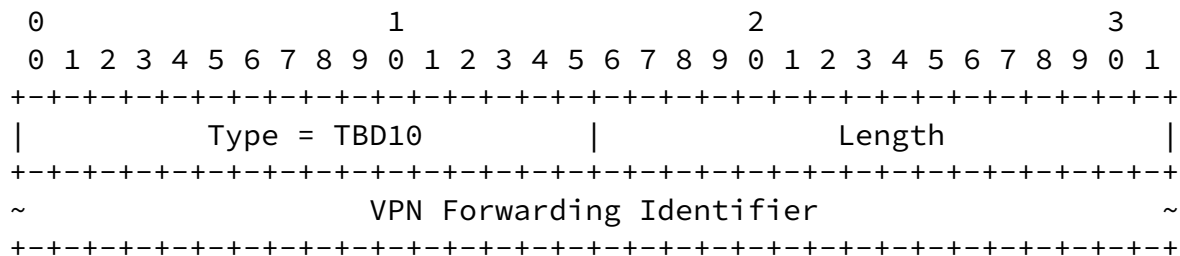 0                   1                   2                   3
 0 1 2 3 4 5 6 7 8 9 0 1 2 3 4 5 6 7 8 9 0 1 2 3 4 5 6 7 8 9 0 1
+-+-+-+-+-+-+-+-+-+-+-+-+-+-+-+-+-+-+-+-+-+-+-+-+-+-+-+-+-+-+-+-+
|          Type = TBD10         |             Length            |
+-+-+-+-+-+-+-+-+-+-+-+-+-+-+-+-+-+-+-+-+-+-+-+-+-+-+-+-+-+-+-+-+
~                   VPN Forwarding Identifier                   ~
+-+-+-+-+-+-+-+-+-+-+-+-+-+-+-+-+-+-+-+-+-+-+-+-+-+-+-+-+-+-+-+-+